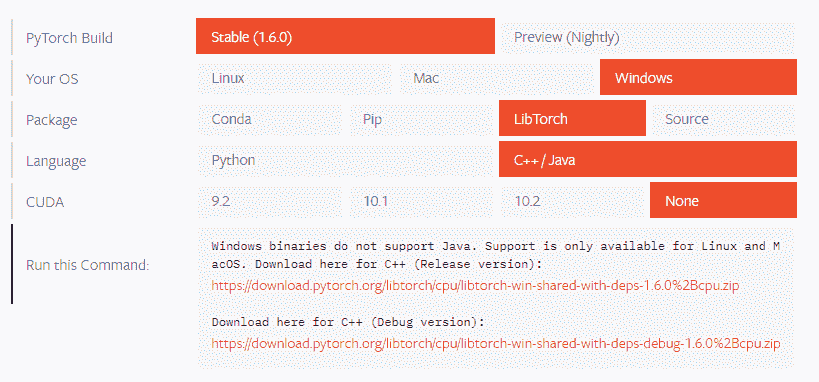 PyTorch Build Stable (1.6.0) Preview (Nightly)
Your OS Linux Mac Windows
Package Conda Pip LibTorch Source
Language Python C++ / Java
CUDA 9.2 10.1 10.2 None
Run this Command:
Windows binaries do not support Java. Support is only available for Linux and M
acOS. Download here for C++ (Release version):
https://download.pytorch.org/libtorch/cpu/libtorch-win-shared-with-deps-1.6.0%2Bcpu.zip
Download here for C++ (Debug version):
https://download.pytorch.org/libtorch/cpu/libtorch-win-shared-with-deps-debug-1.6.0%2Bcpu.zip